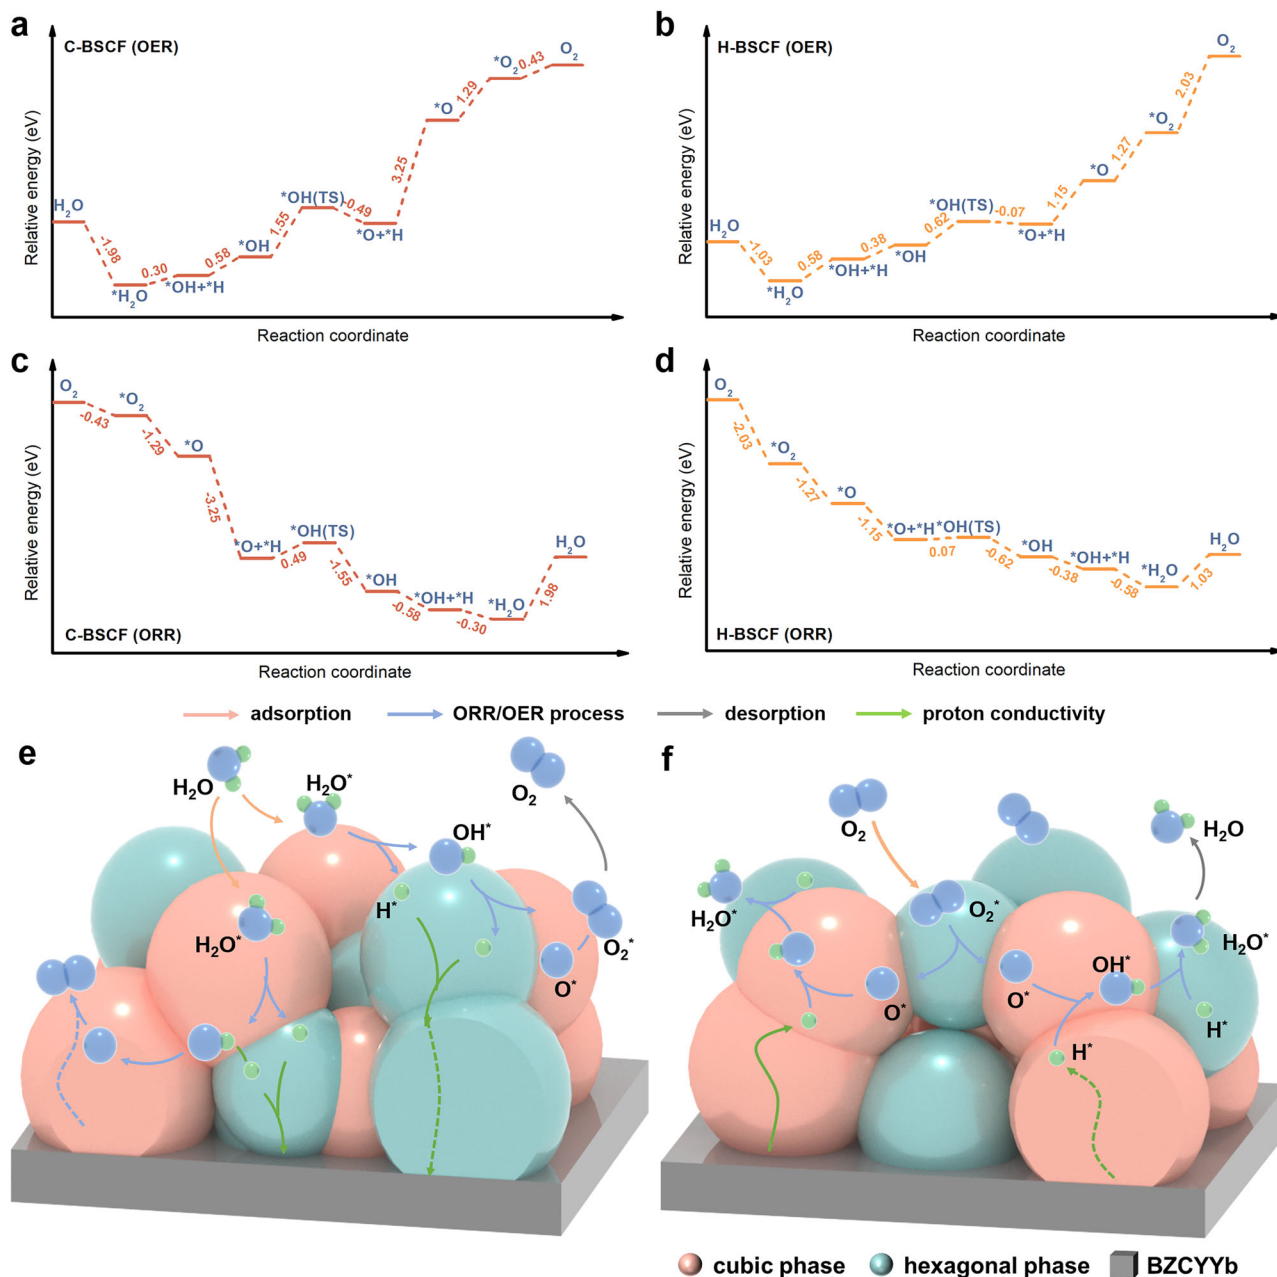 a
C-BSCF (OER)
Relative energy (eV)
H2O
-1.98
*H2O
0.30
*OH+*H
0.58
*OH
1.55
*OH(TS)
-0.49
*O+*H
3.25
*O
1.29
*O2
0.43
O2
Reaction coordinate
b
H-BSCF (OER)
Relative energy (eV)
H2O
-1.03
*H2O
0.58
*OH+*H
0.38
*OH
0.62
*OH(TS)
-0.07
*O+*H
1.15
*O
1.27
*O2
2.03
O2
Reaction coordinate
c
Relative energy (eV)
O2
-0.43
*O2
-1.29
*O
-3.25
*O+*H
0.49
*OH(TS)
-1.55
*OH
-0.58
*OH+*H
-0.30
*H2O
1.98
H2O
C-BSCF (ORR)
Reaction coordinate
d
Relative energy (eV)
O2
-2.03
*O2
-1.27
*O
-1.15
*O+*H
0.07
*OH(TS)
-0.62
*OH
-0.38
*OH+*H
-0.58
*H2O
1.03
H2O
H-BSCF (ORR)
Reaction coordinate
adsorption
ORR/OER process
desorption
proton conductivity
e
H2O
H2O*
OH*
O2
H*
H2O*
O2*
O*
f
O2
H2O
H2O*
O2*
OH*
H2O*
O*
O*
H*
H*
cubic phase
hexagonal phase
BZCYYb